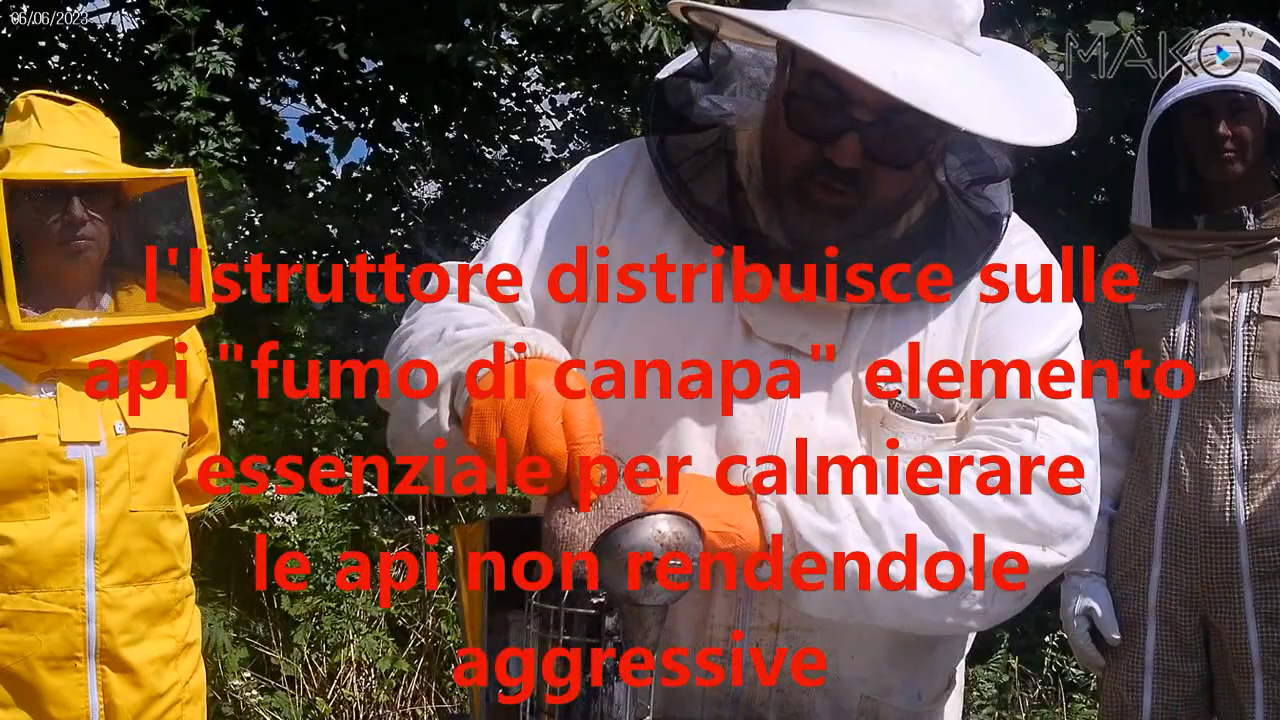 06/06/2023
MAKO Tv
l'Istruttore distribuisce sulle
api "fumo di canapa" elemento
essenziale per calmierare
le api non rendendole
aggressive